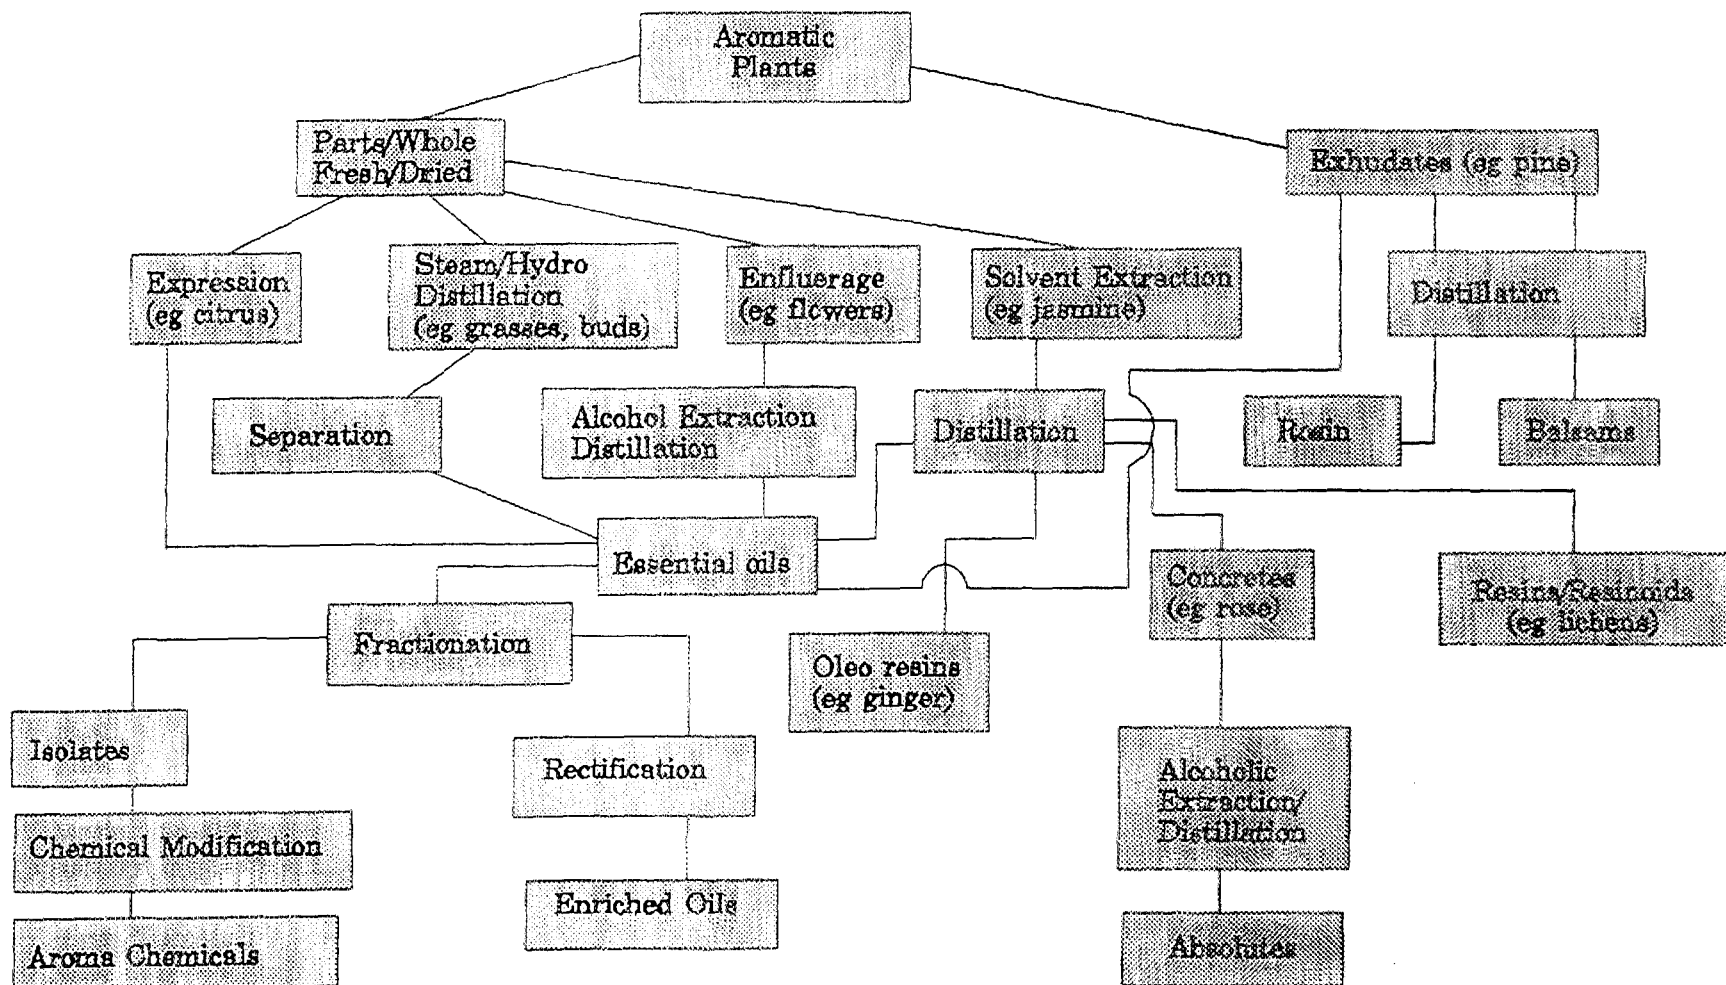 Aromatic
Plants
Parts/Whole
Fresh/Dried
Exhudates (eg pine)
Expression
(eg citrus)
Steam/Hydro
Distillation
(eg grasses, buds)
Enfluerage
(eg flowers)
Solvent Extraction
(eg jasmine)
Distillation
Separation
Alcohol Extraction
Distillation
Distillation
Rosin
Balsams
Essential oils
Concretes
(eg rose)
Resins/Resinoids
(eg lichens)
Fractionation
Oleo resins
(eg ginger)
Isolates
Rectification
Alcoholic
Extraction/
Distillation
Chemical Modification
Enriched Oils
Aroma Chemicals
Absolutes